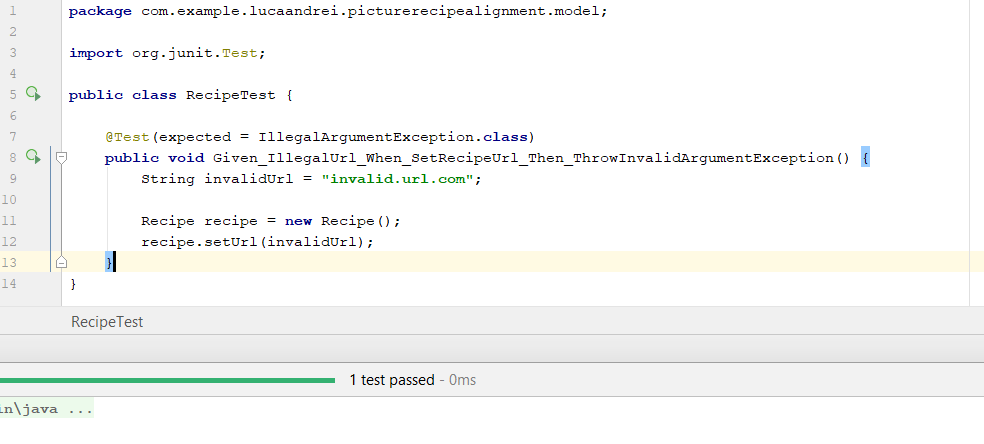 1 package com.example.lucaandrei.picturerecipealignment.model;
2
3 import org.junit.Test;
4
5 public class RecipeTest {
6
7 @Test(expected = IllegalArgumentException.class)
8 public void Given_IllegalUrl_When_SetRecipeUrl_Then_ThrowInvalidArgumentException() {
9 String invalidUrl = "invalid.url.com";
10
11 Recipe recipe = new Recipe();
12 recipe.setUrl(invalidUrl);
13 }
14 }
RecipeTest
1 test passed - 0ms
in\java ...